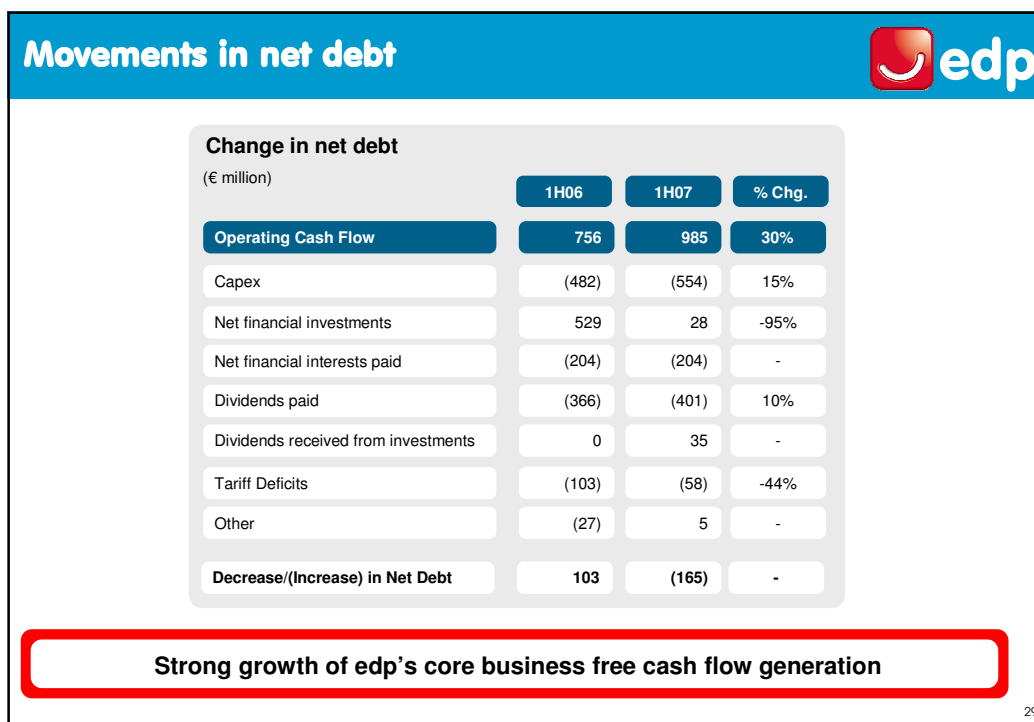 Movements in net debt
edp
Change in net debt
(€ million)
1H06 1H07 % Chg.
Operating Cash Flow 756 985 30%
Capex (482) (554) 15%
Net financial investments 529 28 -95%
Net financial interests paid (204) (204) -
Dividends paid (366) (401) 10%
Dividends received from investments 0 35 -
Tariff Deficits (103) (58) -44%
Other (27) 5 -
Decrease/(Increase) in Net Debt 103 (165) -
Strong growth of edp's core business free cash flow generation
29